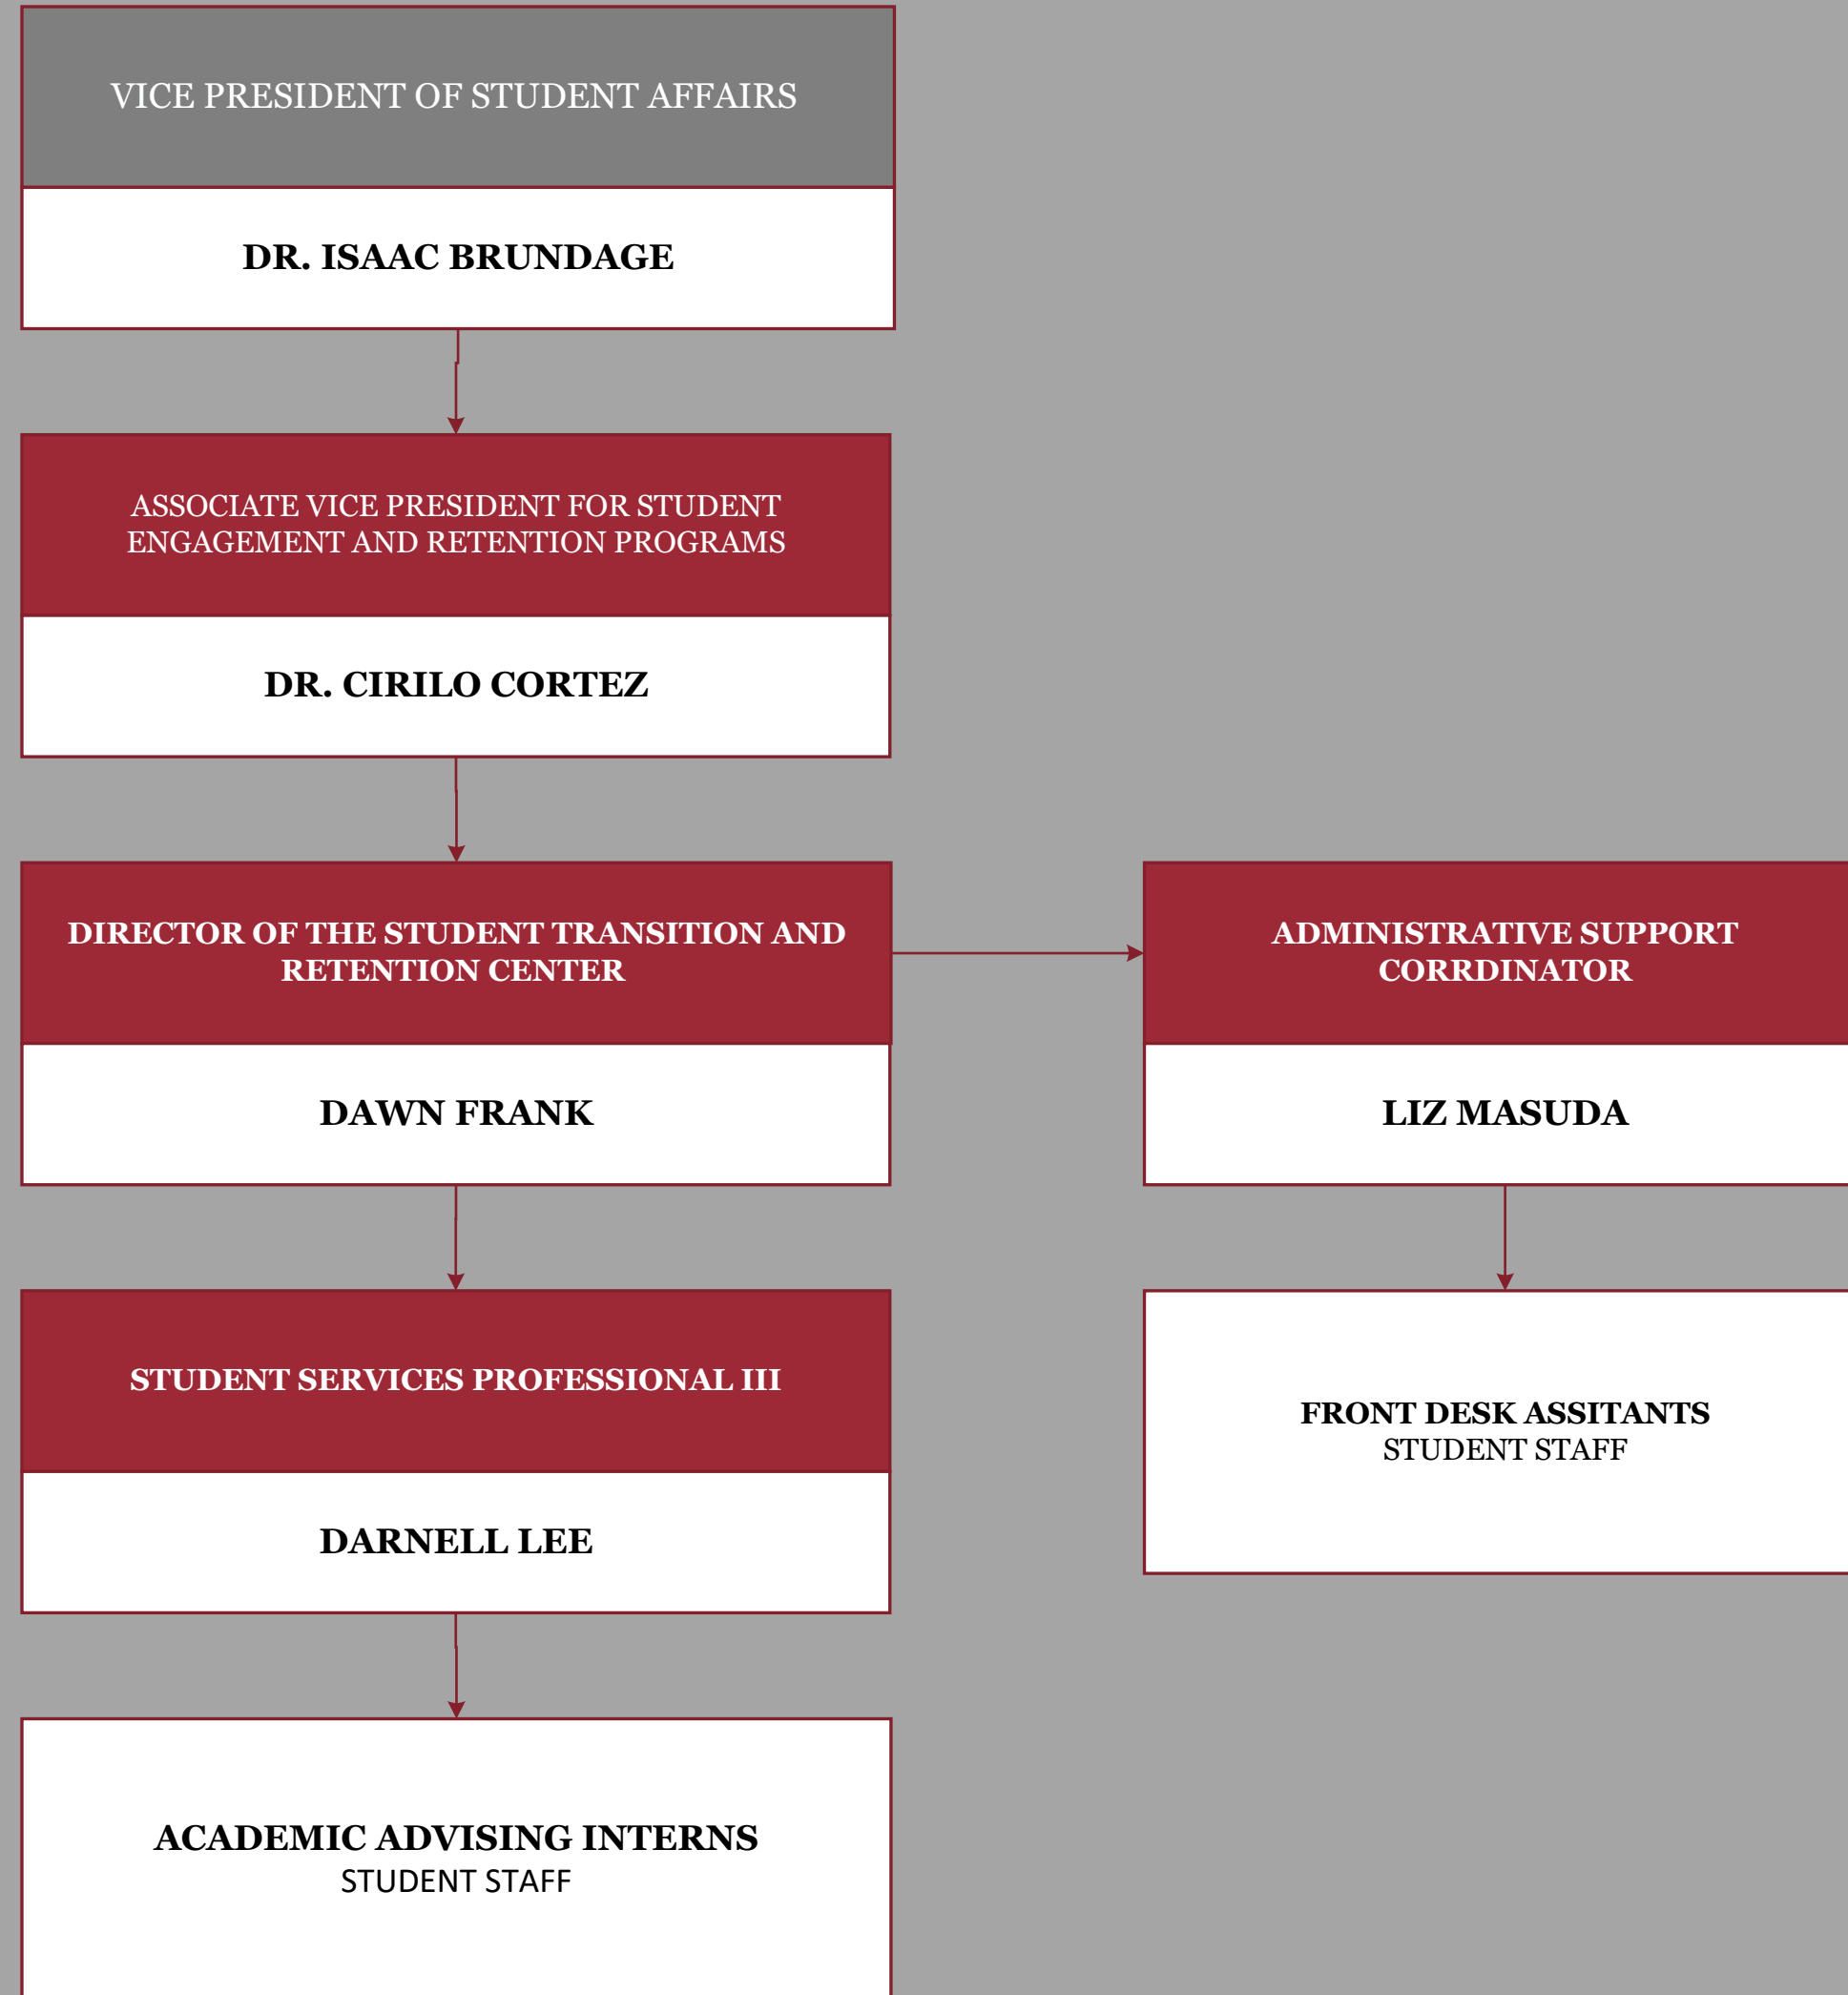 VICE PRESIDENT OF STUDENT AFFAIRS
DR. ISAAC BRUNDAGE
ASSOCIATE VICE PRESIDENT FOR STUDENT
ENGAGEMENT AND RETENTION PROGRAMS
DR. CIRILO CORTEZ
DIRECTOR OF THE STUDENT TRANSITION AND
RETENTION CENTER
DAWN FRANK
ADMINISTRATIVE SUPPORT
CORRDINATOR
LIZ MASUDA
STUDENT SERVICES PROFESSIONAL III
DARNELL LEE
FRONT DESK ASSITANTS
STUDENT STAFF
ACADEMIC ADVISING INTERNS
STUDENT STAFF